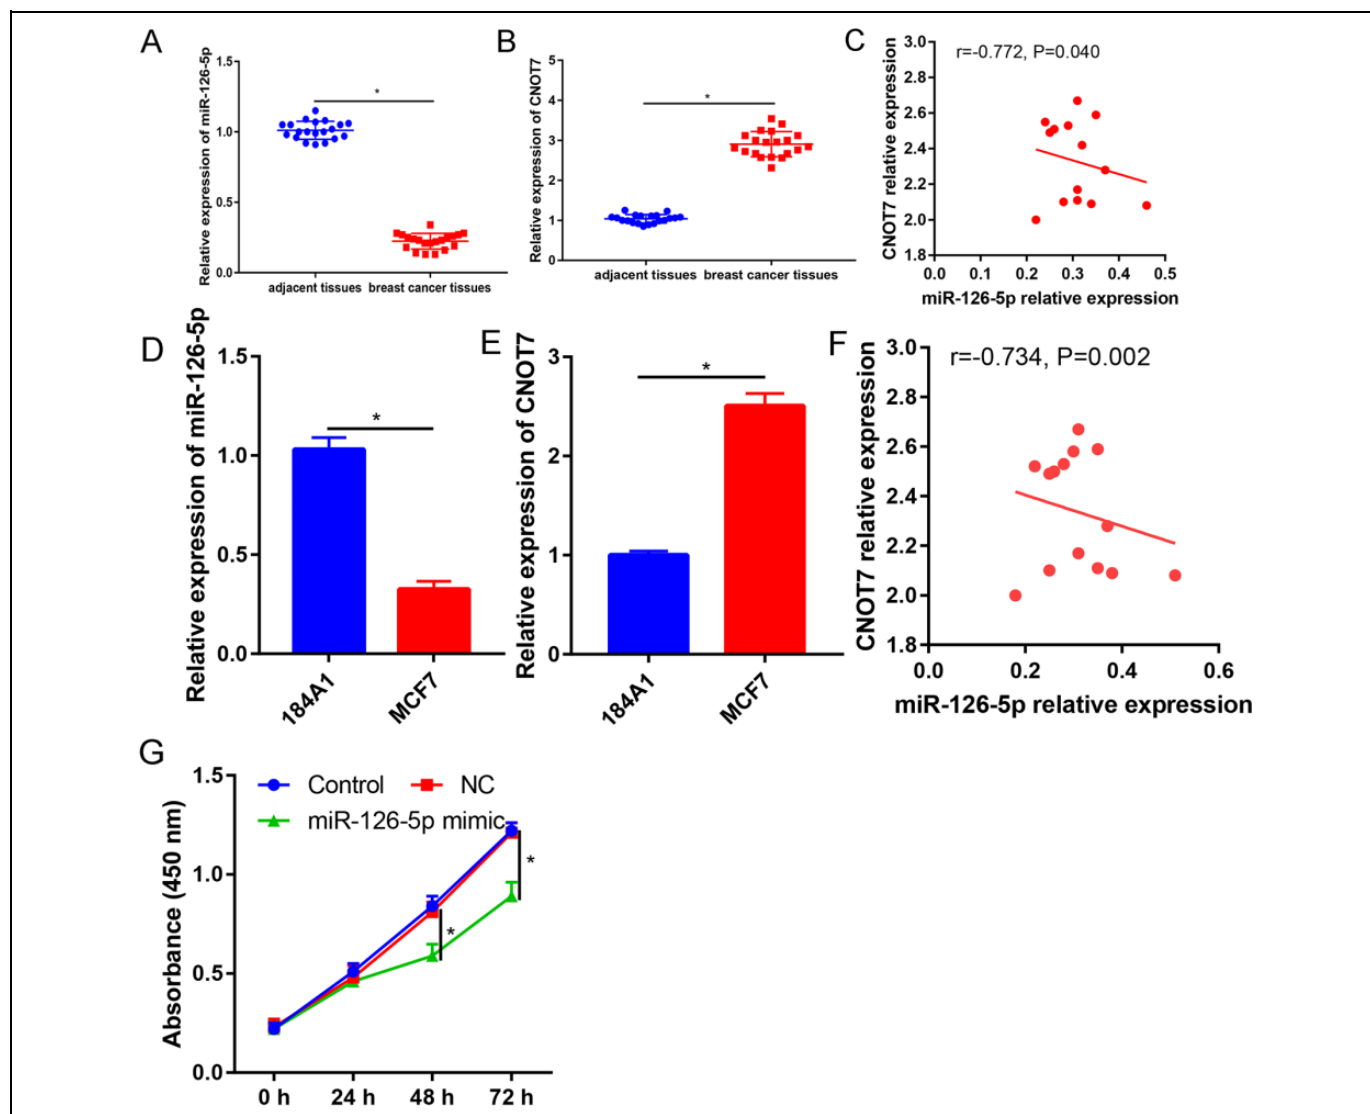 A
Relative expression of miR-126-5p
1.5
1.0
0.5
0.0
*
adjacent tissues
breast cancer tissues
B
Relative expression of CNOT7
5
4
3
2
1
0
*
adjacent tissues
breast cancer tissues
C
CNOT7 relative expression
3.0
2.8
2.6
2.4
2.2
2.0
1.8
r=-0.772, P=0.040
0.0 0.1 0.2 0.3 0.4 0.5
miR-126-5p relative expression
D
Relative expression of miR-126-5p
1.5
1.0
0.5
0.0
*
184A1
MCF7
E
Relative expression of CNOT7
3
2
1
0
*
184A1
MCF7
F
CNOT7 relative expression
3.0
2.8
2.6
2.4
2.2
2.0
1.8
r=-0.734, P=0.002
0.0 0.2 0.4 0.6
miR-126-5p relative expression
G
Absorbance (450 nm)
1.5
1.0
0.5
0.0
Control NC
miR-126-5p mimic
*
*
0 h 24 h 48 h 72 h